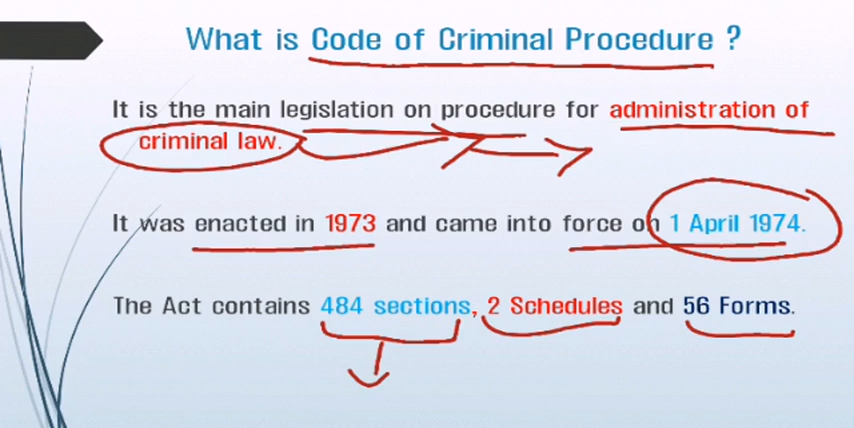 What is Code of Criminal Procedure ?
It is the main legislation on procedure for administration of
criminal law.
It was enacted in 1973 and came into force on 1 April 1974.
The Act contains 484 sections, 2 Schedules and 56 Forms.